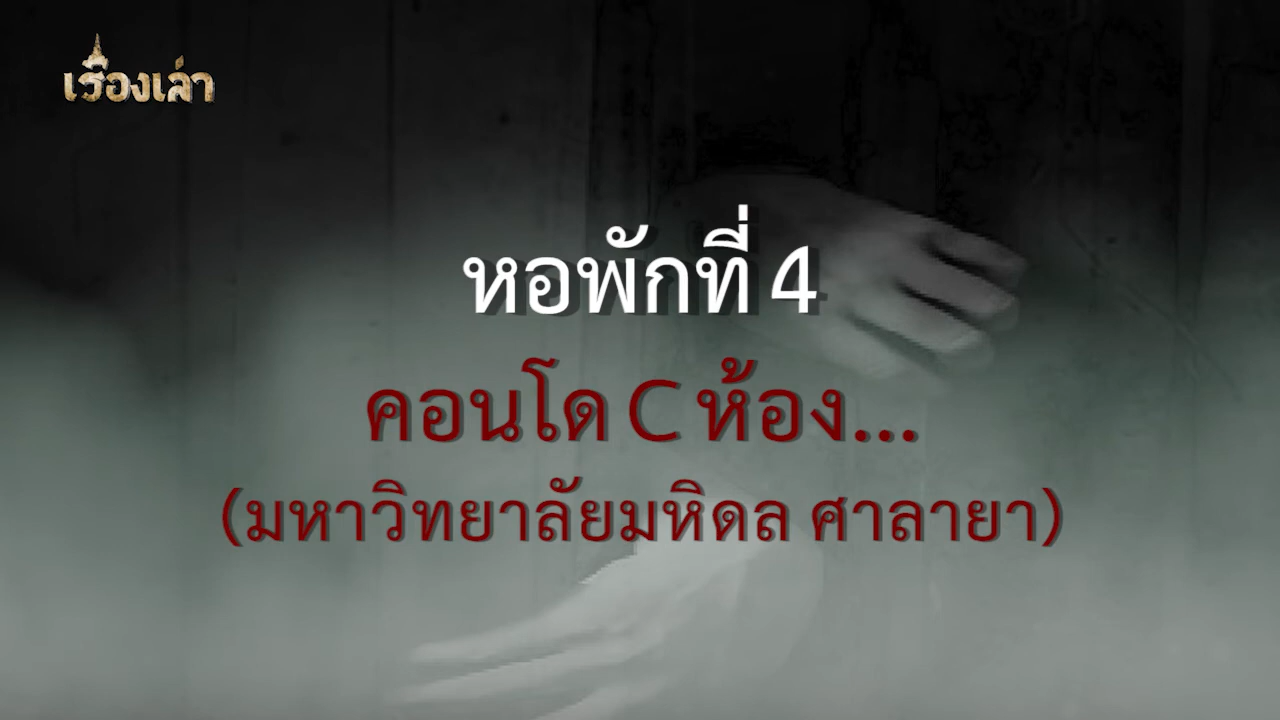 เรื่องเล่า
หอพักที่ 4
คอนโด C ห้อง...
(มหาวิทยาลัยมหิดล ศาลายา)